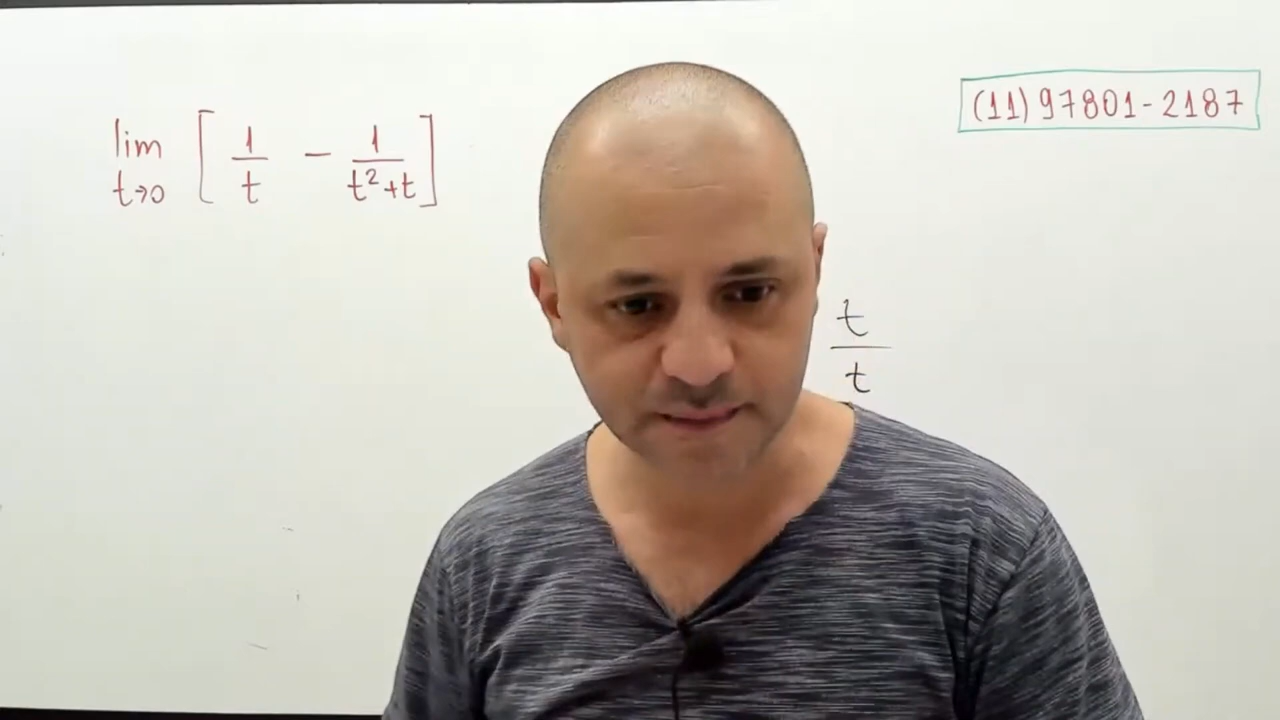 lim t→0 [ 1/t − 1/(t²+t) ]
(11) 97801-2187
t/t